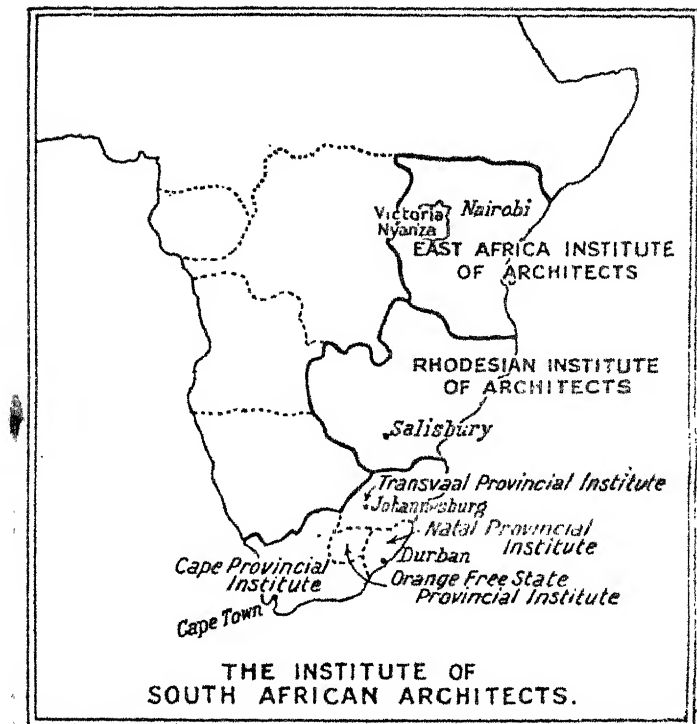 Victoria
Nyanza
Nairobi
EAST AFRICA INSTITUTE
OF ARCHITECTS
RHODESIAN INSTITUTE
OF ARCHITECTS
Salisbury
Transvaal Provincial Institute
Johannesburg
Natal Provincial
Institute
Cape Provincial
Institute
Durban
Orange Free State
Provincial Institute
Cape Town
THE INSTITUTE OF
SOUTH AFRICAN ARCHITECTS.